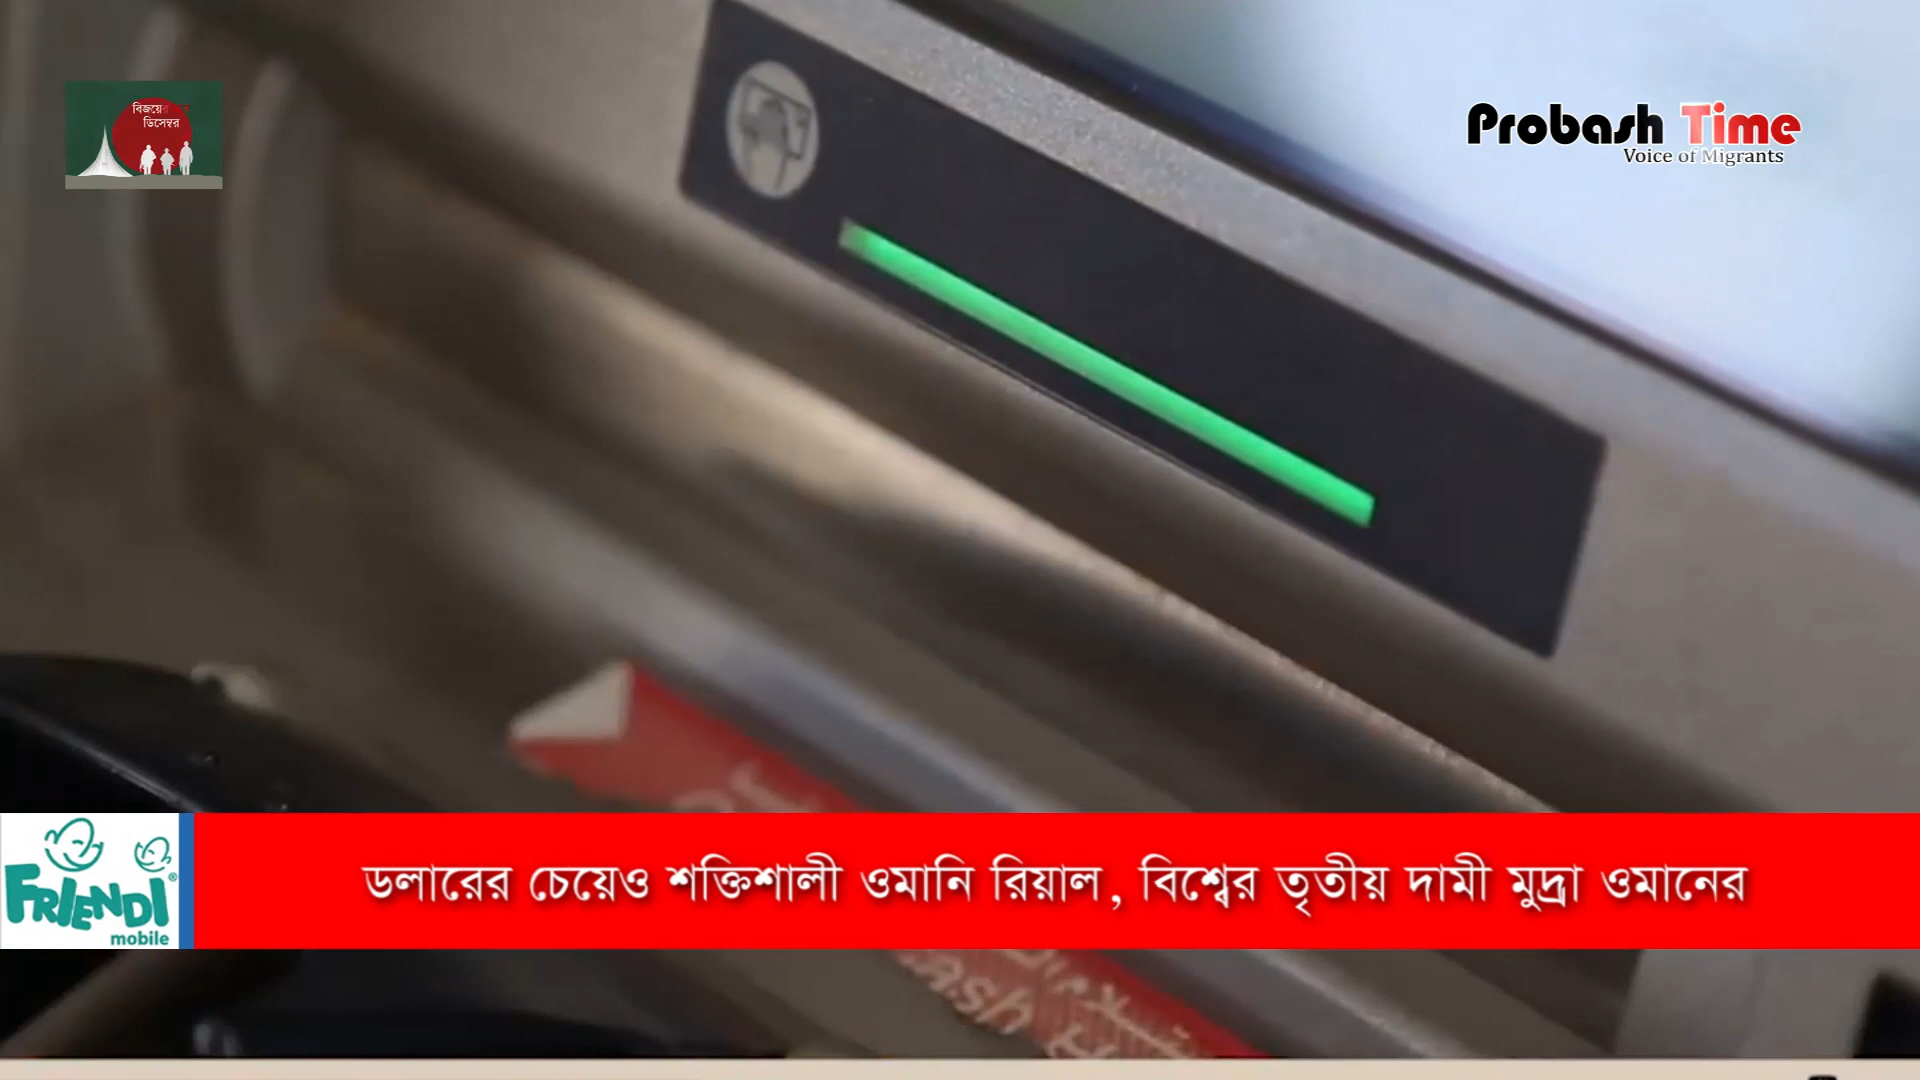 বিজয়ের
ডিসেম্বর
Probash Time
Voice of Migrants
FRiENDi®
mobile
ডলারের চেয়েও শক্তিশালী ওমানি রিয়াল, বিশ্বের তৃতীয় দামী মুদ্রা ওমানের